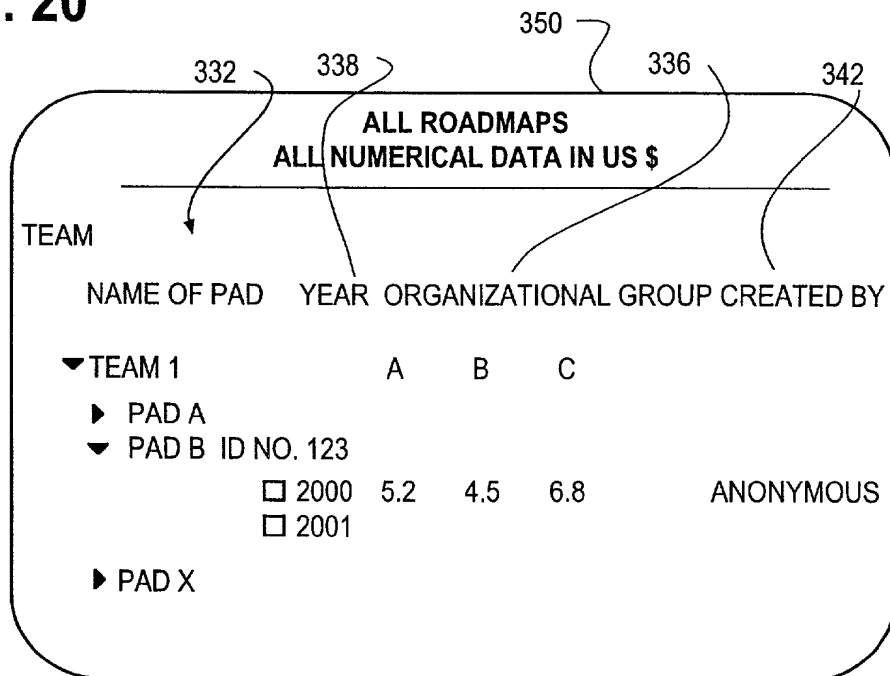 . 20
350
332 338 336 342
ALL ROADMAPS
ALL NUMERICAL DATA IN US $
TEAM
NAME OF PAD YEAR ORGANIZATIONAL GROUP CREATED BY
TEAM 1 A B C
PAD A
PAD B ID NO. 123
2000 5.2 4.5 6.8 ANONYMOUS
2001
PAD X